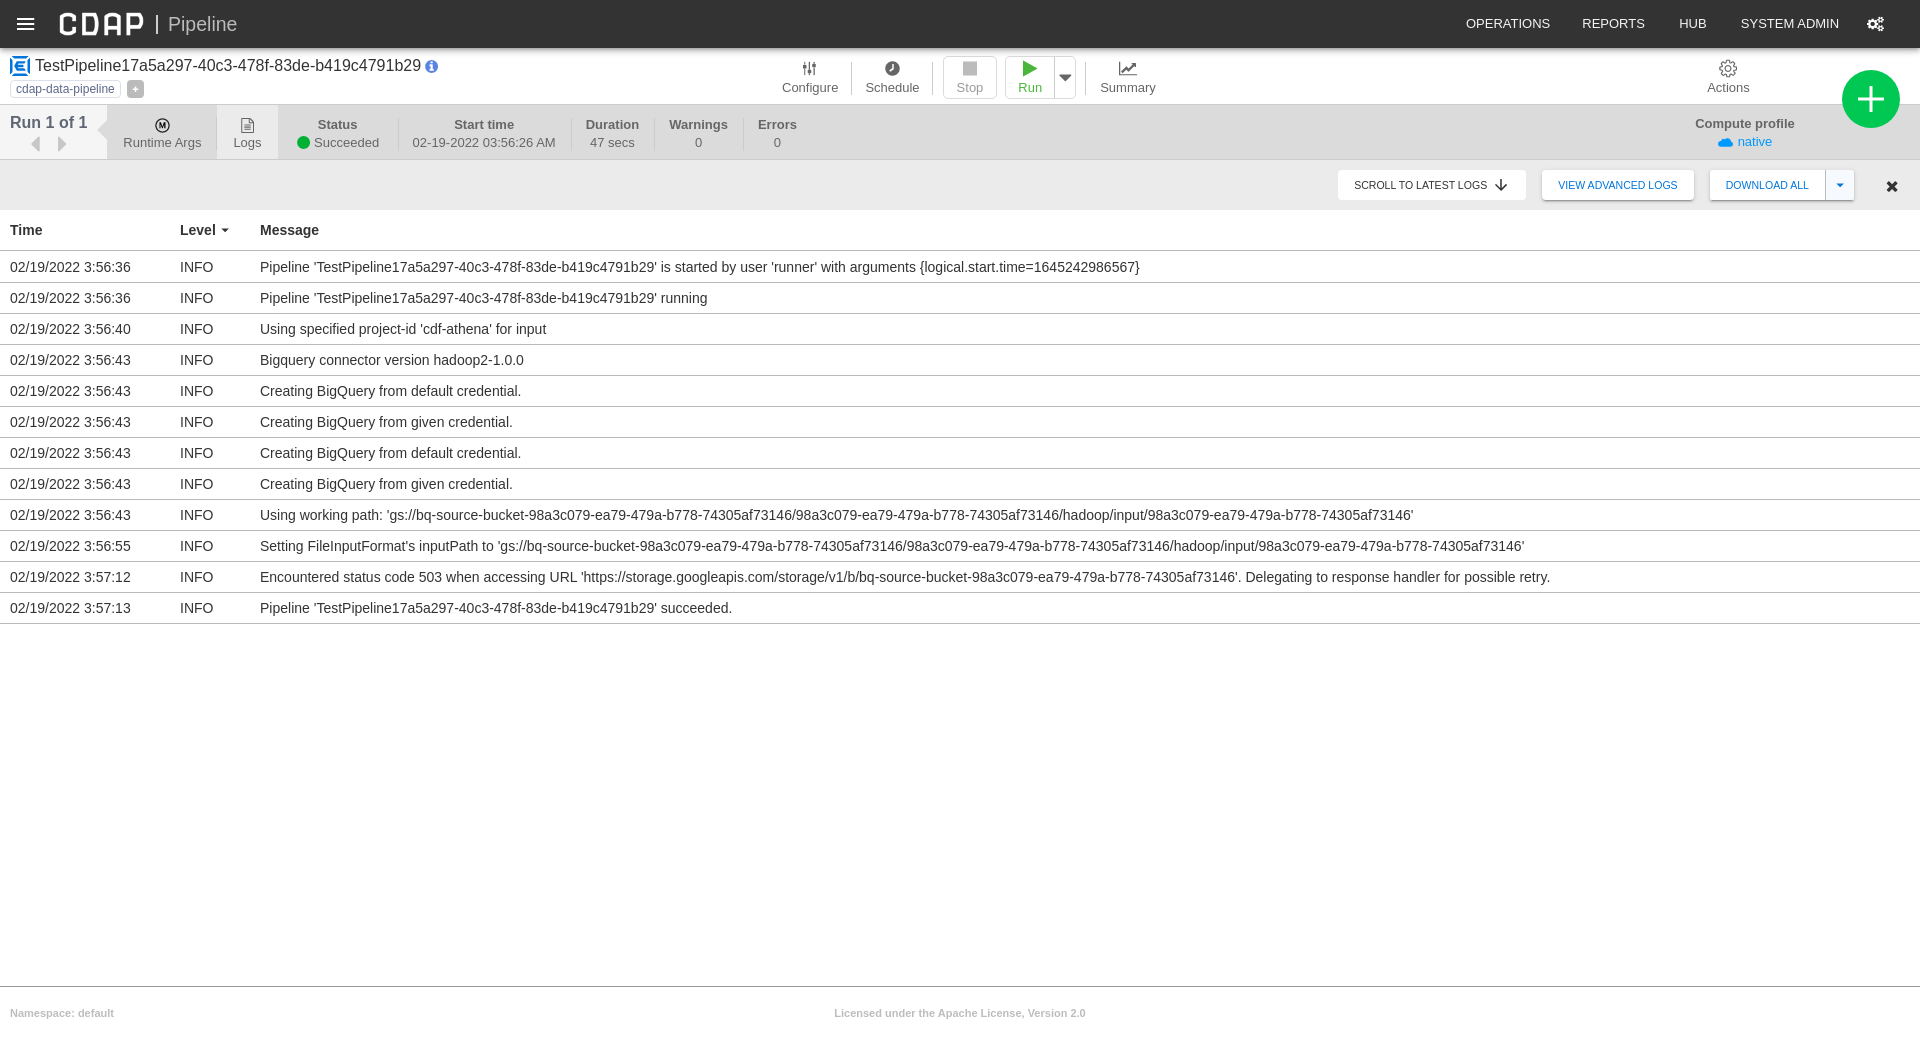 CDAP | Pipeline
OPERATIONS
REPORTS
HUB
SYSTEM ADMIN
TestPipeline17a5a297-40c3-478f-83de-b419c4791b29
cdap-data-pipeline
+
Configure
Schedule
Stop
Run
Summary
Actions
Run 1 of 1
Runtime Args
Logs
Status
Succeeded
Start time
02-19-2022 03:56:26 AM
Duration
47 secs
Warnings
0
Errors
0
Compute profile
native
SCROLL TO LATEST LOGS
VIEW ADVANCED LOGS
DOWNLOAD ALL
Time Level Message
02/19/2022 3:56:36 INFO Pipeline 'TestPipeline17a5a297-40c3-478f-83de-b419c4791b29' is started by user 'runner' with arguments {logical.start.time=1645242986567}
02/19/2022 3:56:36 INFO Pipeline 'TestPipeline17a5a297-40c3-478f-83de-b419c4791b29' running
02/19/2022 3:56:40 INFO Using specified project-id 'cdf-athena' for input
02/19/2022 3:56:43 INFO Bigquery connector version hadoop2-1.0.0
02/19/2022 3:56:43 INFO Creating BigQuery from default credential.
02/19/2022 3:56:43 INFO Creating BigQuery from given credential.
02/19/2022 3:56:43 INFO Creating BigQuery from default credential.
02/19/2022 3:56:43 INFO Creating BigQuery from given credential.
02/19/2022 3:56:43 INFO Using working path: 'gs://bq-source-bucket-98a3c079-ea79-479a-b778-74305af73146/98a3c079-ea79-479a-b778-74305af73146/hadoop/input/98a3c079-ea79-479a-b778-74305af73146'
02/19/2022 3:56:55 INFO Setting FileInputFormat's inputPath to 'gs://bq-source-bucket-98a3c079-ea79-479a-b778-74305af73146/98a3c079-ea79-479a-b778-74305af73146/hadoop/input/98a3c079-ea79-479a-b778-74305af73146'
02/19/2022 3:57:12 INFO Encountered status code 503 when accessing URL 'https://storage.googleapis.com/storage/v1/b/bq-source-bucket-98a3c079-ea79-479a-b778-74305af73146'. Delegating to response handler for possible retry.
02/19/2022 3:57:13 INFO Pipeline 'TestPipeline17a5a297-40c3-478f-83de-b419c4791b29' succeeded.
Namespace: default
Licensed under the Apache License, Version 2.0